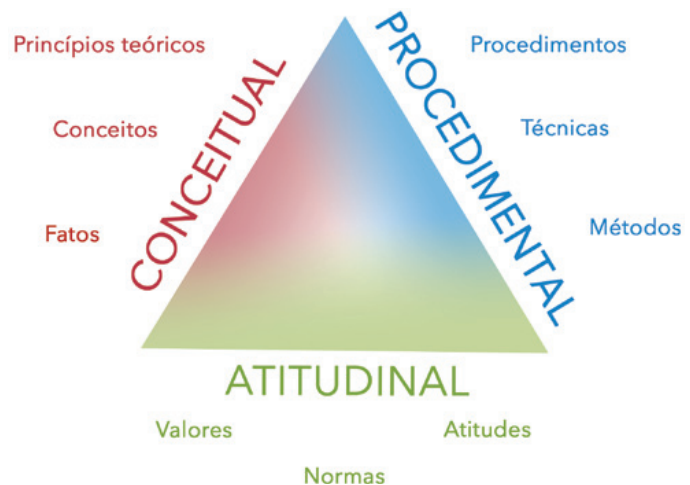 Princípios teóricos
Conceitos
Fatos
CONCEITUAL
PROCEDIMENTAL
Procedimentos
Técnicas
Métodos
ATITUDINAL
Valores
Atitudes
Normas